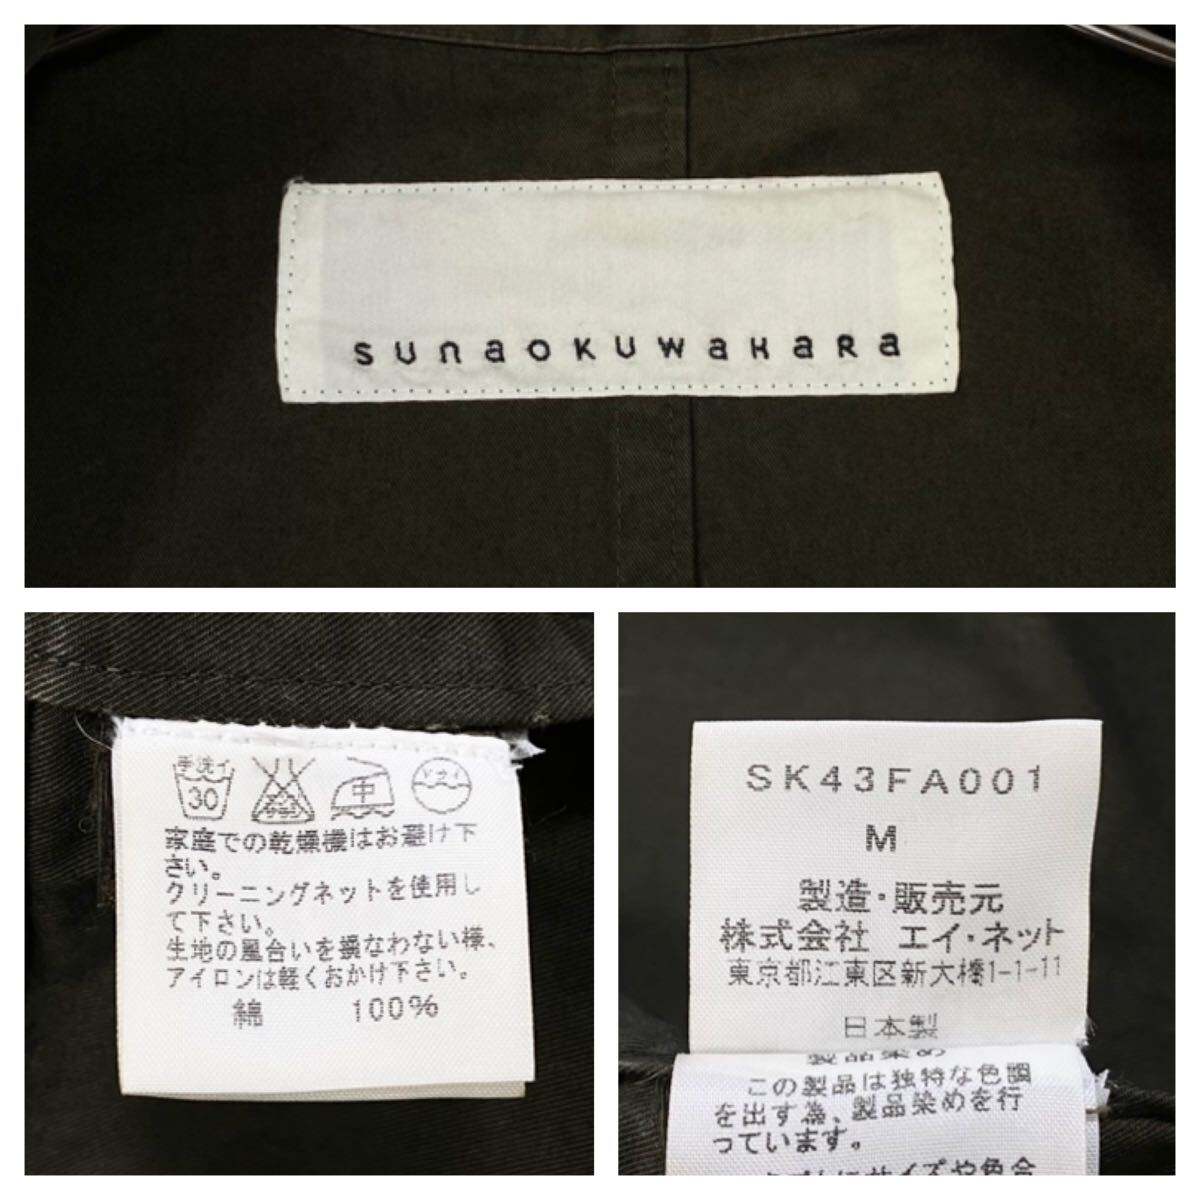 sunaokuwahara
手洗イ
30
中
ドライ
家庭での乾燥機はお避け下
さい。
クリーニングネットを使用し
て下さい。
生地の風合いを損なわない様、
アイロンは軽くおかけ下さい。
綿 100%
SK43FA001
M
製造・販売元
株式会社 エイ・ネット
東京都江東区新大橋1-1-11
日本製
製品染め
この製品は独特な色調
を出す為、製品染めを行
っています。